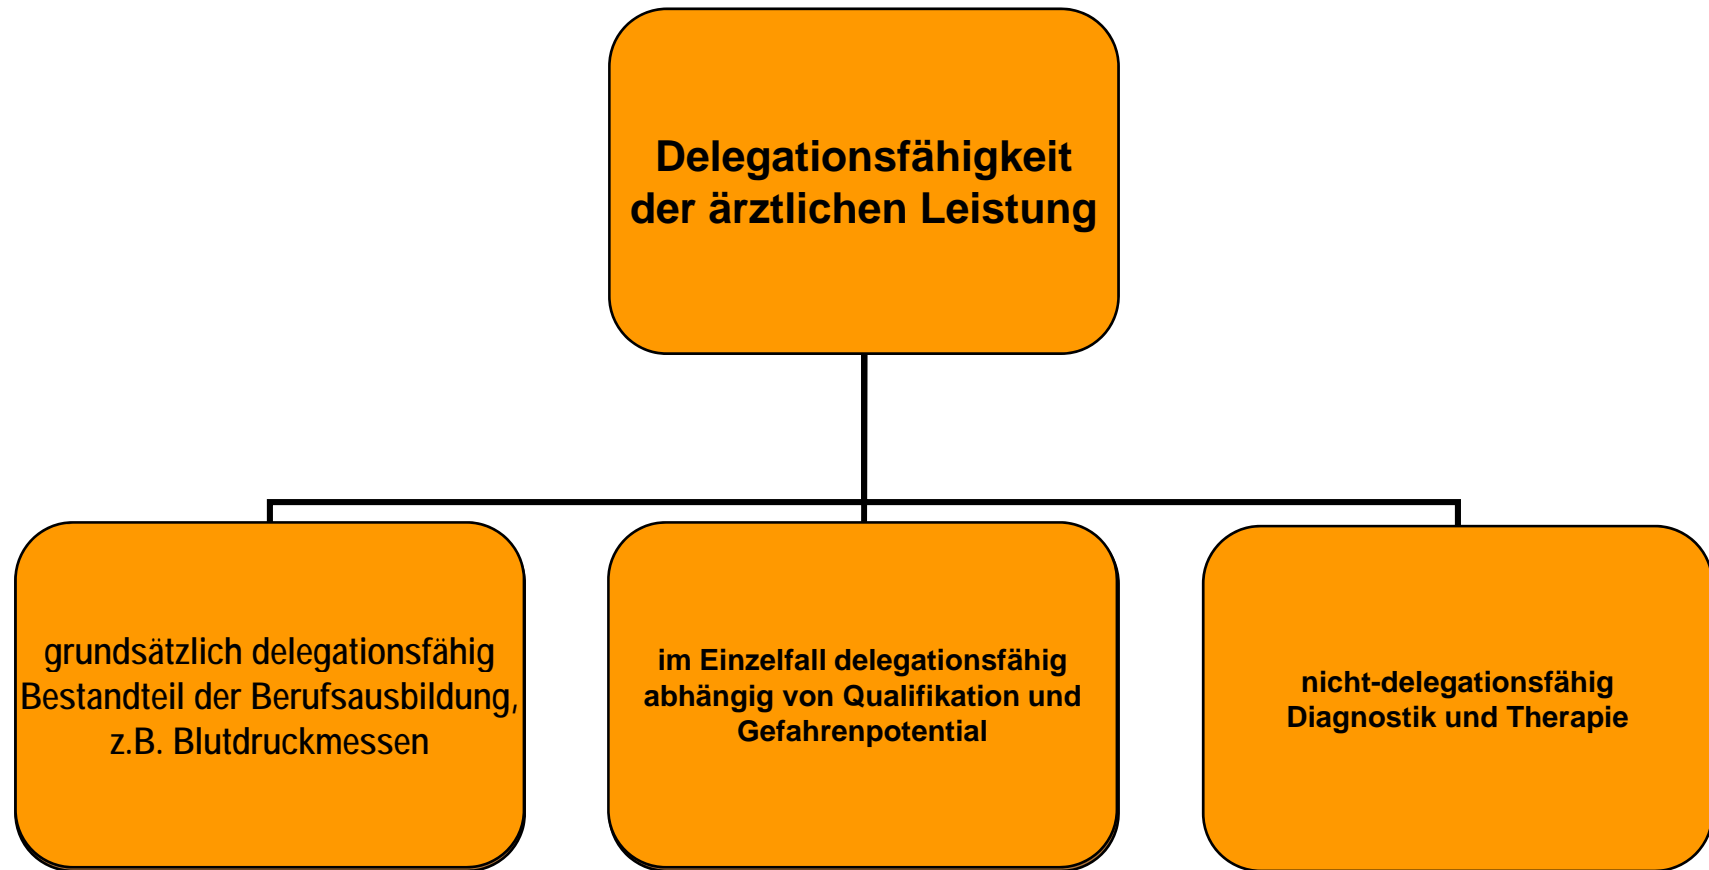 Delegationsfähigkeit
der ärztlichen Leistung
grundsätzlich delegationsfähig
Bestandteil der Berufsausbildung,
z.B. Blutdruckmessen
im Einzelfall delegationsfähig
abhängig von Qualifikation und
Gefahrenpotential
nicht-delegationsfähig
Diagnostik und Therapie